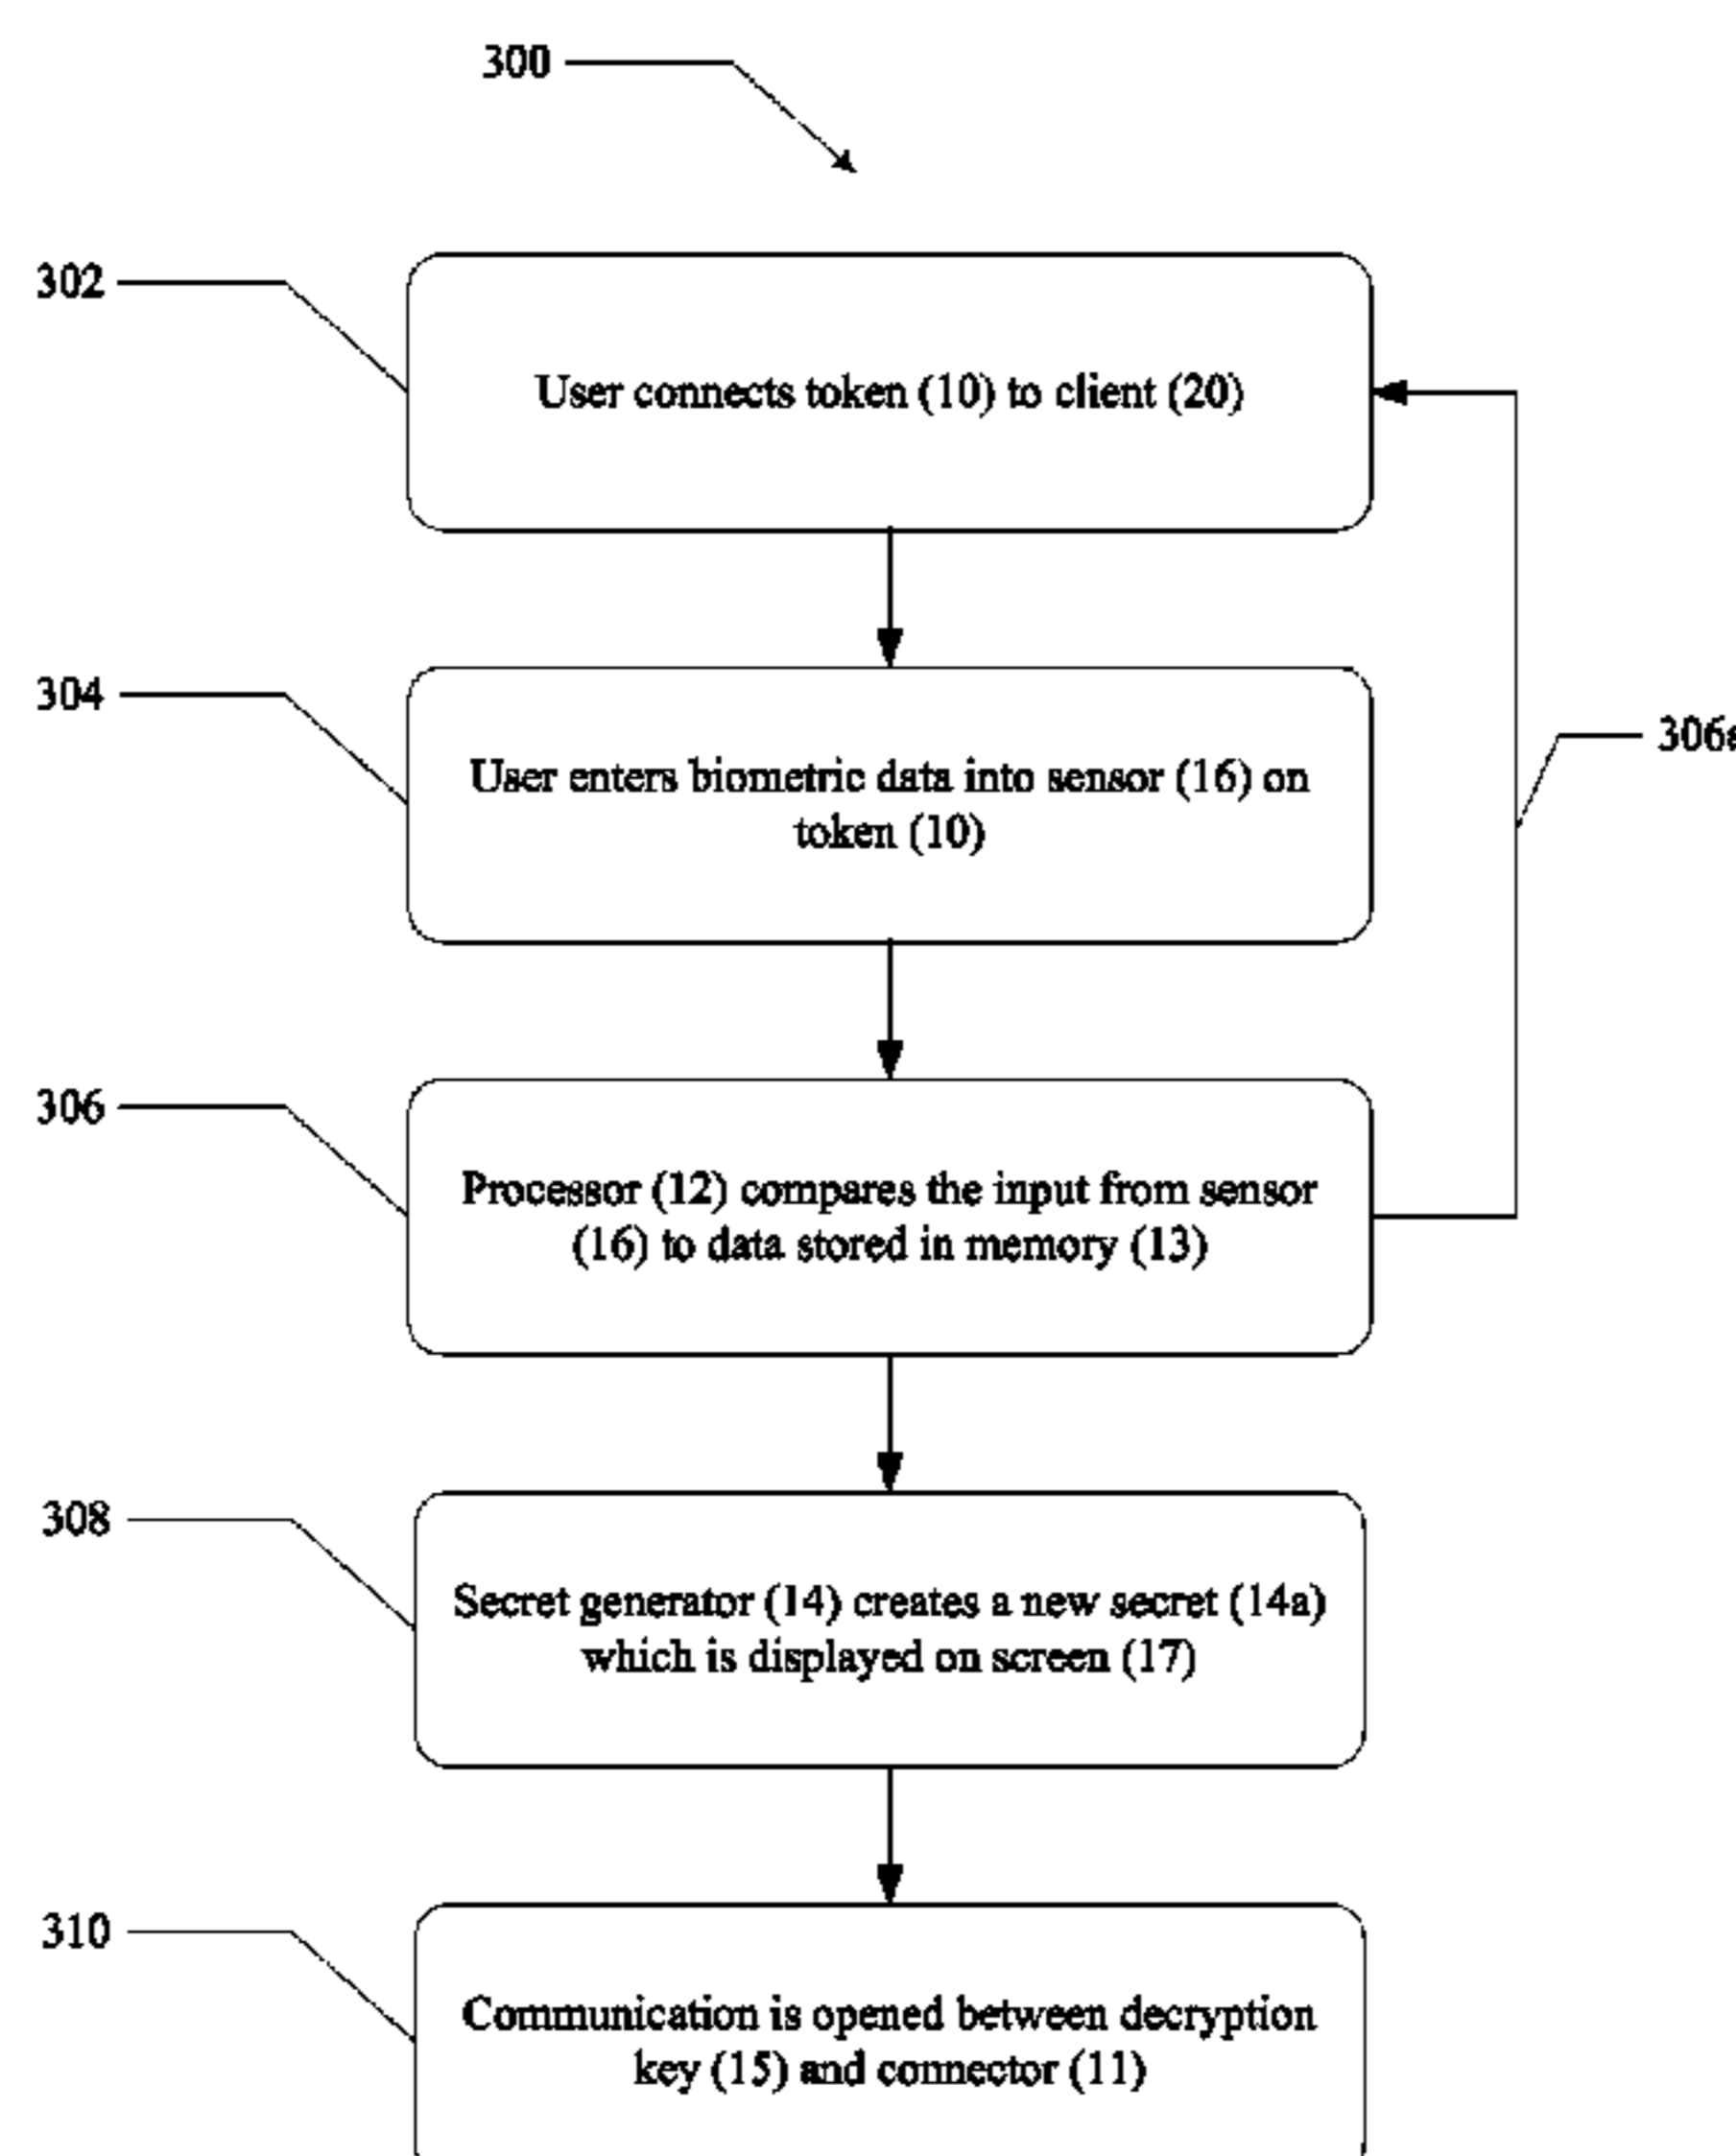 300
302
User connects token (10) to client (20)
304
User enters biometric data into sensor (16) on
token (10)
306
Processor (12) compares the input from sensor
(16) to data stored in memory (13)
308
Secret generator (14) creates a new secret (14a)
which is displayed on screen (17)
310
Communication is opened between decryption
key (15) and connector (11)